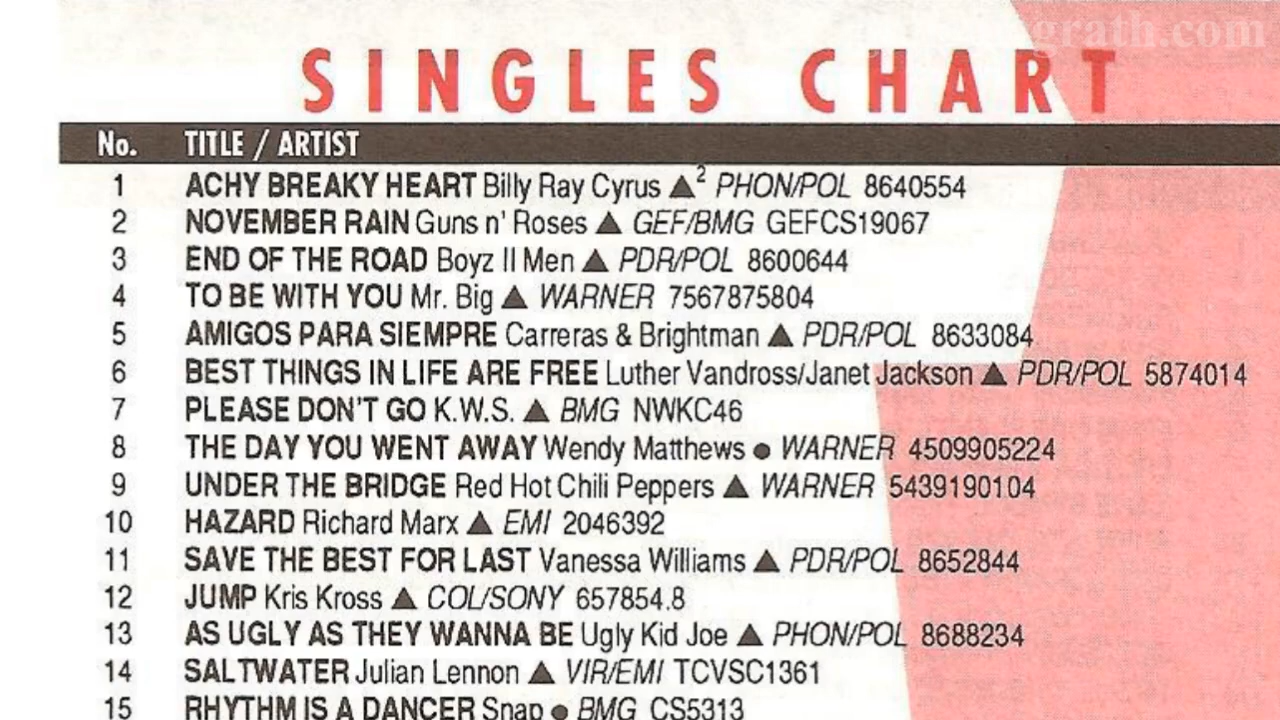 grath.com
SINGLES CHART
No. TITLE / ARTIST
1 ACHY BREAKY HEART Billy Ray Cyrus ▲² PHON/POL 8640554
2 NOVEMBER RAIN Guns n' Roses ▲ GEF/BMG GEFCS19067
3 END OF THE ROAD Boyz II Men ▲ PDR/POL 8600644
4 TO BE WITH YOU Mr. Big ▲ WARNER 7567875804
5 AMIGOS PARA SIEMPRE Carreras & Brightman ▲ PDR/POL 8633084
6 BEST THINGS IN LIFE ARE FREE Luther Vandross/Janet Jackson ▲ PDR/POL 5874014
7 PLEASE DON'T GO K.W.S. ▲ BMG NWKC46
8 THE DAY YOU WENT AWAY Wendy Matthews ● WARNER 4509905224
9 UNDER THE BRIDGE Red Hot Chili Peppers ▲ WARNER 5439190104
10 HAZARD Richard Marx ▲ EMI 2046392
11 SAVE THE BEST FOR LAST Vanessa Williams ▲ PDR/POL 8652844
12 JUMP Kris Kross ▲ COL/SONY 657854.8
13 AS UGLY AS THEY WANNA BE Ugly Kid Joe ▲ PHON/POL 8688234
14 SALTWATER Julian Lennon ▲ VIR/EMI TCVSC1361
15 RHYTHM IS A DANCER Snap ● BMG CS5313